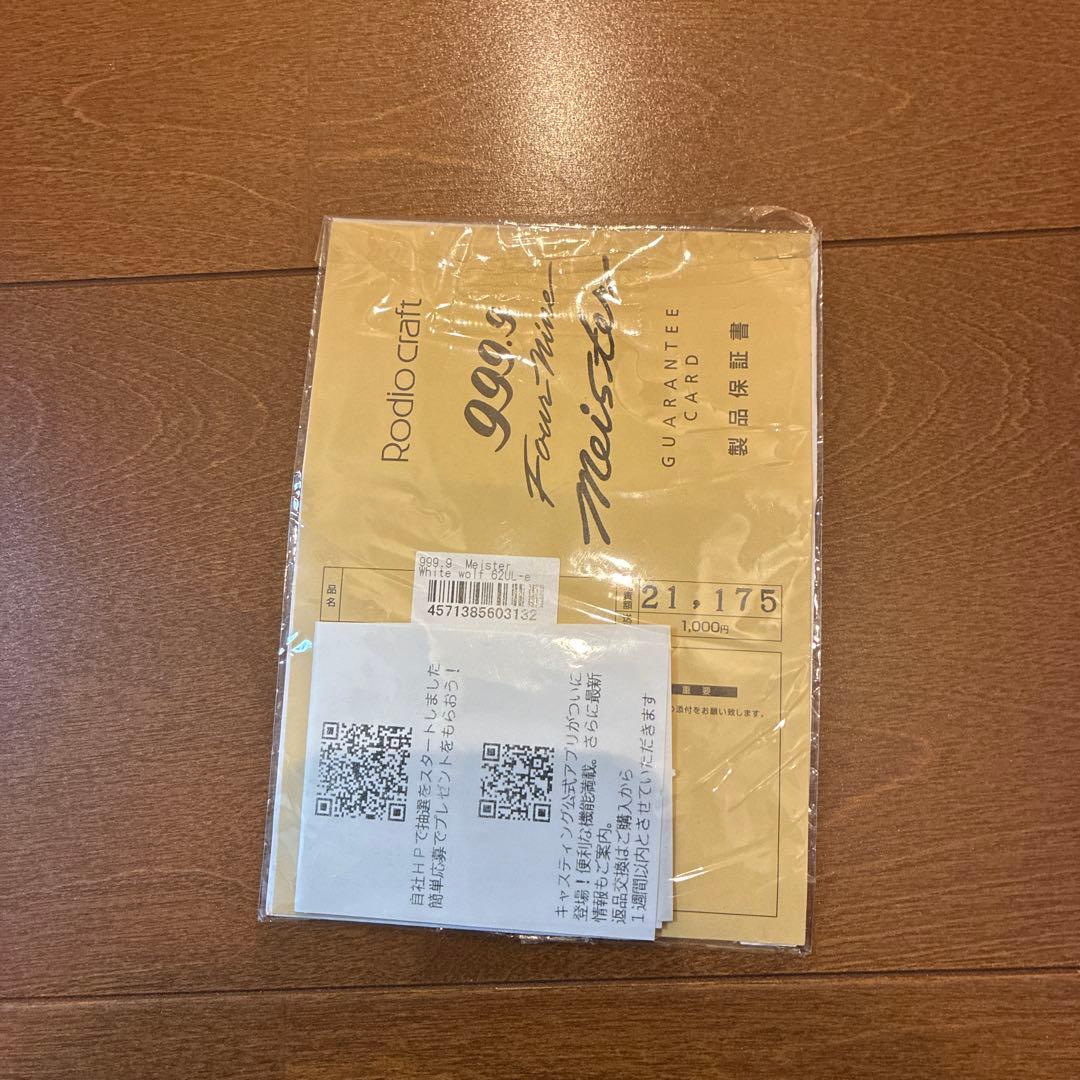 Rodio craft
999.9
Four-Nine
Meister
GUARANTEE
CARD
製品保証書
品名
999.9 Meister
White wolf 62UL-e
4571385603132
21,175
1,000円
重要
の添付をお願い致します。
自社HPで抽選をスタートしました
簡単応募でプレゼントをもらおう！
キャスティング公式アプリがついに
登場！便利な機能満載。さらに最新
情報もご案内。
返品交換はご購入から
1週間以内とさせていただきます